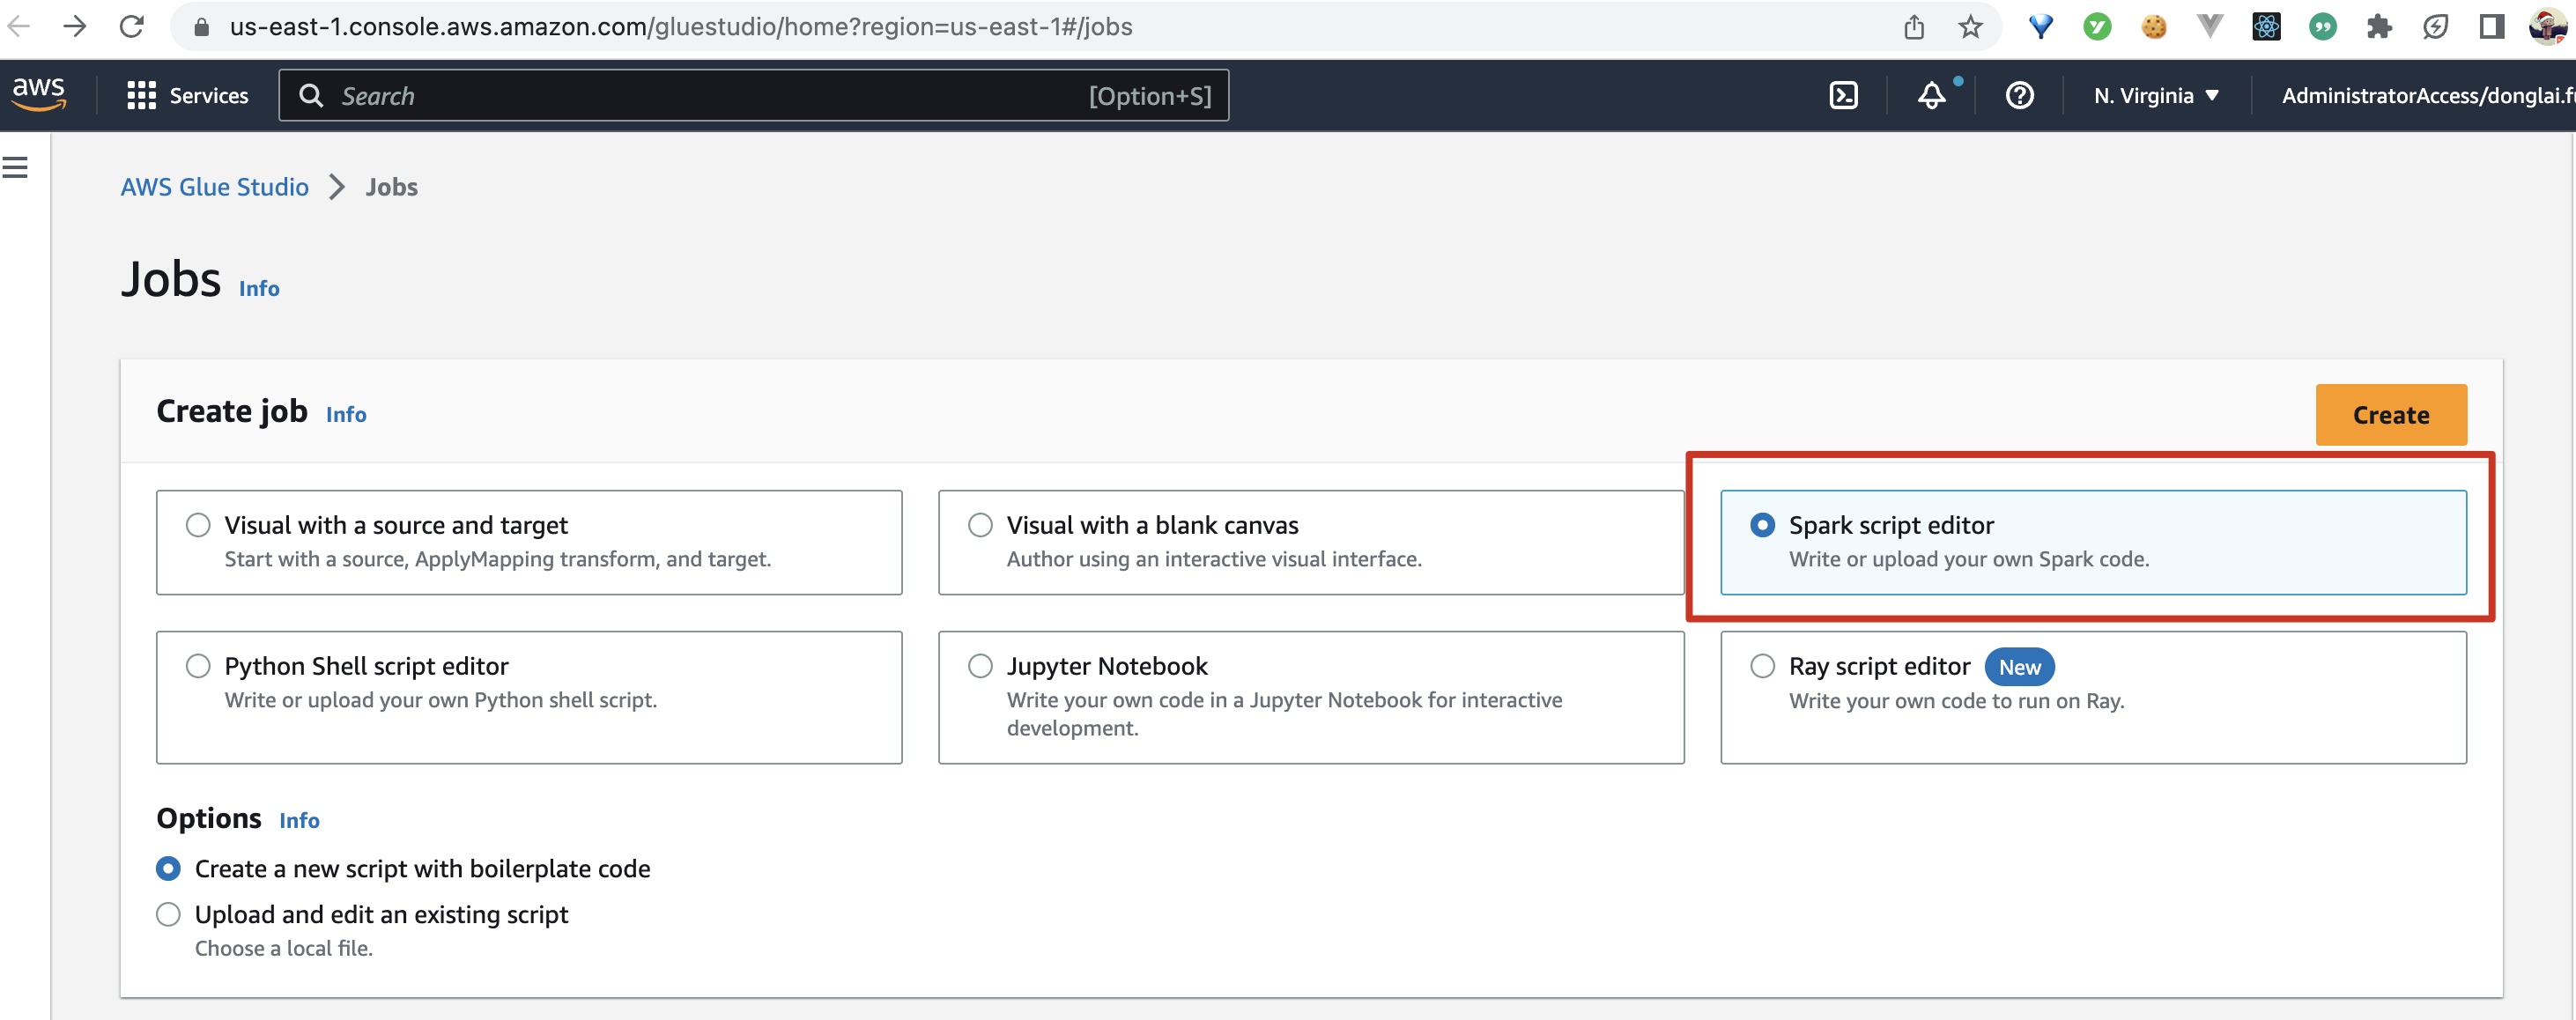 us-east-1.console.aws.amazon.com/gluestudio/home?region=us-east-1#/jobs
aws
Services
Search
[Option+S]
N. Virginia
AdministratorAccess/donglai.f
AWS Glue Studio
Jobs
Jobs
Info
Create job
Info
Create
Visual with a source and target
Start with a source, ApplyMapping transform, and target.
Visual with a blank canvas
Author using an interactive visual interface.
Spark script editor
Write or upload your own Spark code.
Python Shell script editor
Write or upload your own Python shell script.
Jupyter Notebook
Write your own code in a Jupyter Notebook for interactive
development.
Ray script editor
New
Write your own code to run on Ray.
Options
Info
Create a new script with boilerplate code
Upload and edit an existing script
Choose a local file.